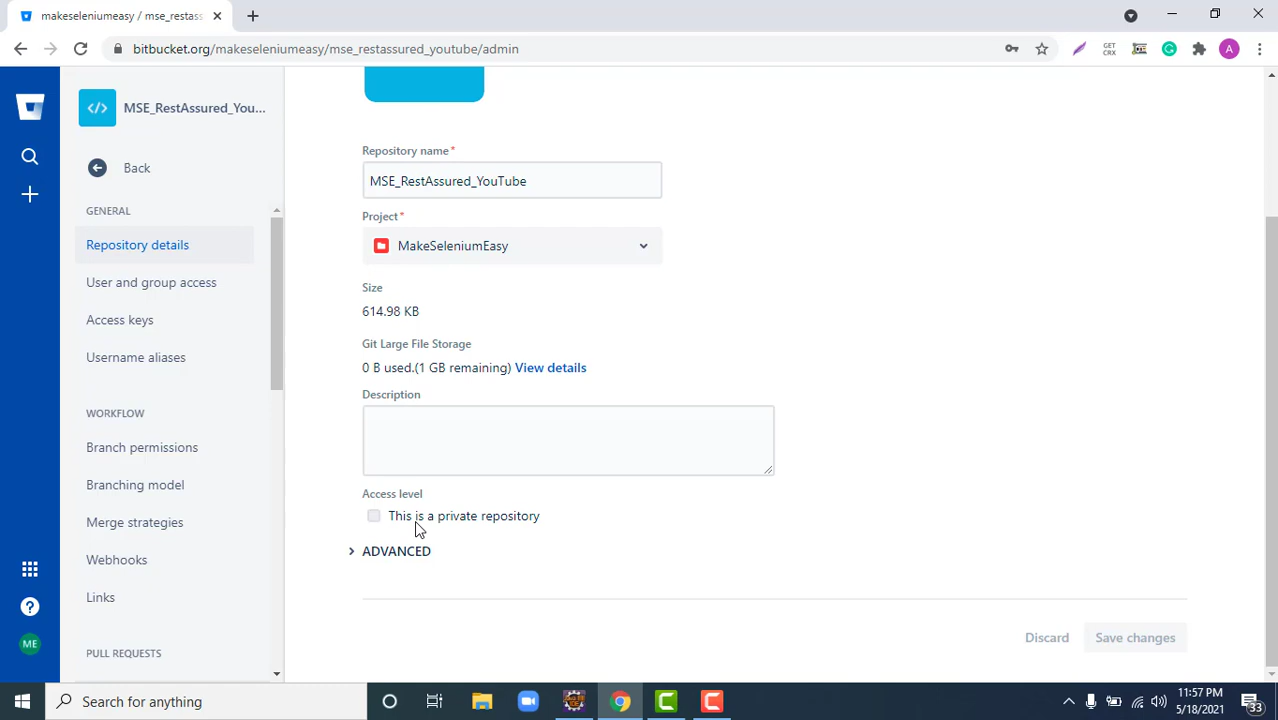 makeseleniumeasy / mse_restass
bitbucket.org/makeseleniumeasy/mse_restassured_youtube/admin
GET
CRX
A
MSE_RestAssured_You...
Back
GENERAL
Repository details
User and group access
Access keys
Username aliases
WORKFLOW
Branch permissions
Branching model
Merge strategies
Webhooks
Links
PULL REQUESTS
ME
Repository name*
MSE_RestAssured_YouTube
Project*
MakeSeleniumEasy
Size
614.98 KB
Git Large File Storage
0 B used.(1 GB remaining) View details
Description
Access level
This is a private repository
ADVANCED
Discard
Save changes
Search for anything
11:57 PM
5/18/2021
33